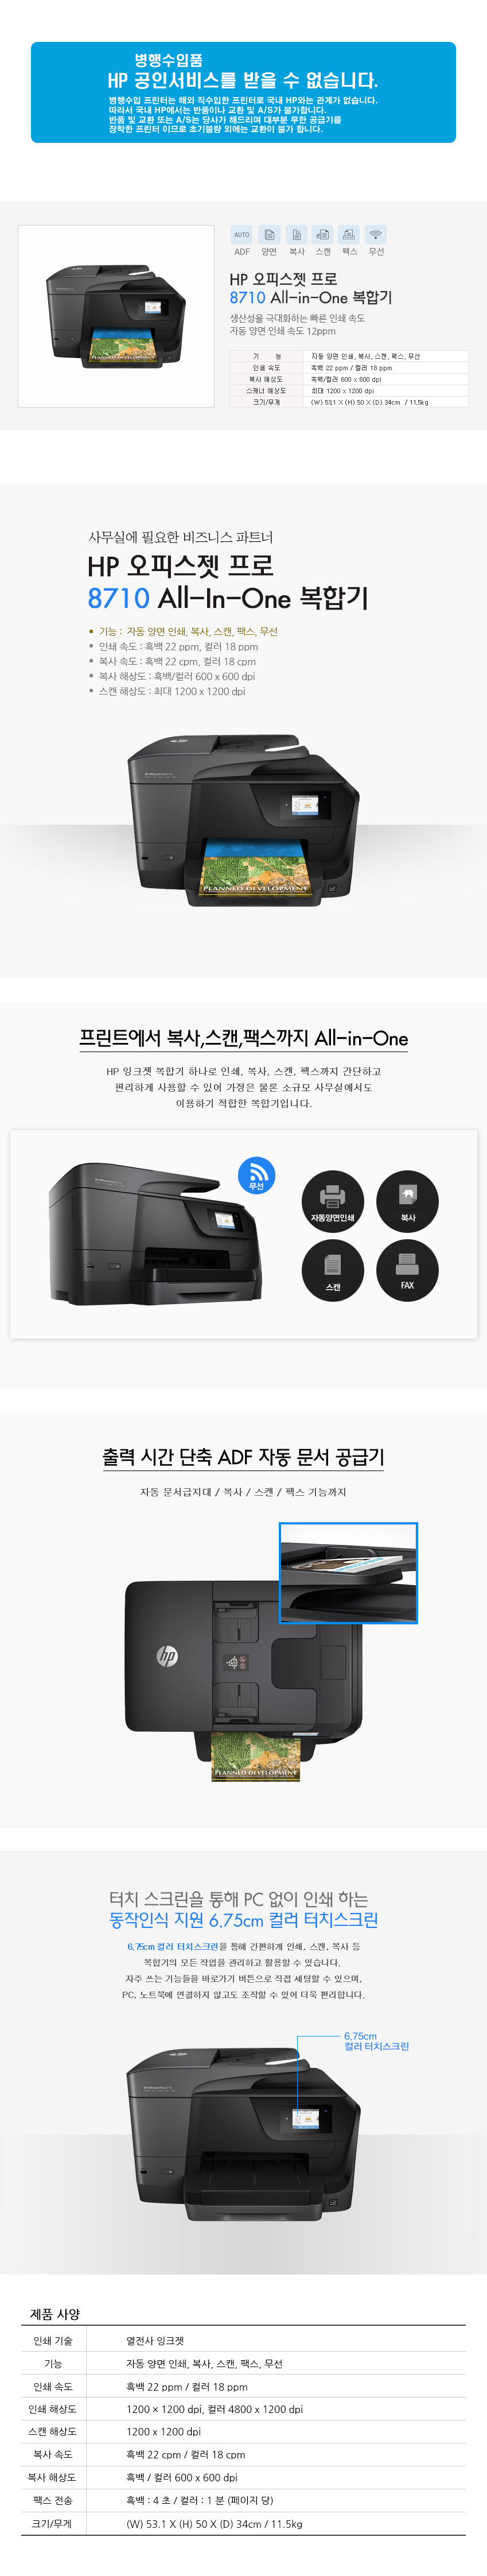 병행수입품
HP 공인서비스를 받을 수 없습니다.
병행수입 프린터는 해외 직수입한 프린터로 국내 HP와는 관계가 없습니다.
따라서 국내 HP에서는 반품이나 교환 및 A/S가 불가합니다.
반품 및 교환 또는 A/S는 당사가 해드리며 대부분 무한 공급기를
장착한 프린터 이므로 초기불량 외에는 교환이 불가 합니다.
AUTO
ADF 양면 복사 스캔 팩스 무선
HP 오피스젯 프로
8710 All-in-One 복합기
생산성을 극대화하는 빠른 인쇄 속도
자동 양면 인쇄 속도 12ppm
기 능 자동 양면 인쇄, 복사, 스캔, 팩스, 무선
인쇄 속도 흑백 22 ppm / 컬러 18 ppm
복사 해상도 흑백/컬러 600 x 600 dpi
스캐너 해상도 최대 1200 x 1200 dpi
크기/무게 (W) 53.1 X (H) 50 X (D) 34cm / 11.5kg
PLANNED DEVELOPMENT
사무실에 필요한 비즈니스 파트너
HP 오피스젯 프로
8710 All-In-One 복합기
기능 : 자동 양면 인쇄, 복사, 스캔, 팩스, 무선
인쇄 속도 : 흑백 22 ppm, 컬러 18 ppm
복사 속도 : 흑백 22 cpm, 컬러 18 cpm
복사 해상도 : 흑백/컬러 600 x 600 dpi
스캔 해상도 : 최대 1200 x 1200 dpi
PLANNED DEVELOPMENT
프린트에서 복사,스캔,팩스까지 All-in-One
HP 잉크젯 복합기 하나로 인쇄, 복사, 스캔, 팩스까지 간단하고
편리하게 사용할 수 있어 가정은 물론 소규모 사무실에서도
이용하기 적합한 복합기입니다.
무선
자동양면인쇄
복사
스캔
FAX
출력 시간 단축 ADF 자동 문서 공급기
자동 문서급지대 / 복사 / 스캔 / 팩스 기능까지
hp
PLANNED DEVELOPMENT
터치 스크린을 통해 PC 없이 인쇄 하는
동작인식 지원 6.75cm 컬러 터치스크린
6.75cm 컬러 터치스크린을 통해 간편하게 인쇄, 스캔, 복사 등
복합기의 모든 작업을 관리하고 활용할 수 있습니다.
자주 쓰는 기능들을 바로가기 버튼으로 직접 세팅할 수 있으며,
PC, 노트북에 연결하지 않고도 조작할 수 있어 더욱 편리합니다.
6.75cm
컬러 터치스크린
제품 사양
인쇄 기술 열전사 잉크젯
기능 자동 양면 인쇄, 복사, 스캔, 팩스, 무선
인쇄 속도 흑백 22 ppm / 컬러 18 ppm
인쇄 해상도 1200 × 1200 dpi, 컬러 4800 x 1200 dpi
스캔 해상도 1200 x 1200 dpi
복사 속도 흑백 22 cpm / 컬러 18 cpm
복사 해상도 흑백 / 컬러 600 x 600 dpi
팩스 전송 흑백 : 4 초 / 컬러 : 1 분 (페이지 당)
크기/무게 (W) 53.1 X (H) 50 X (D) 34cm / 11.5kg